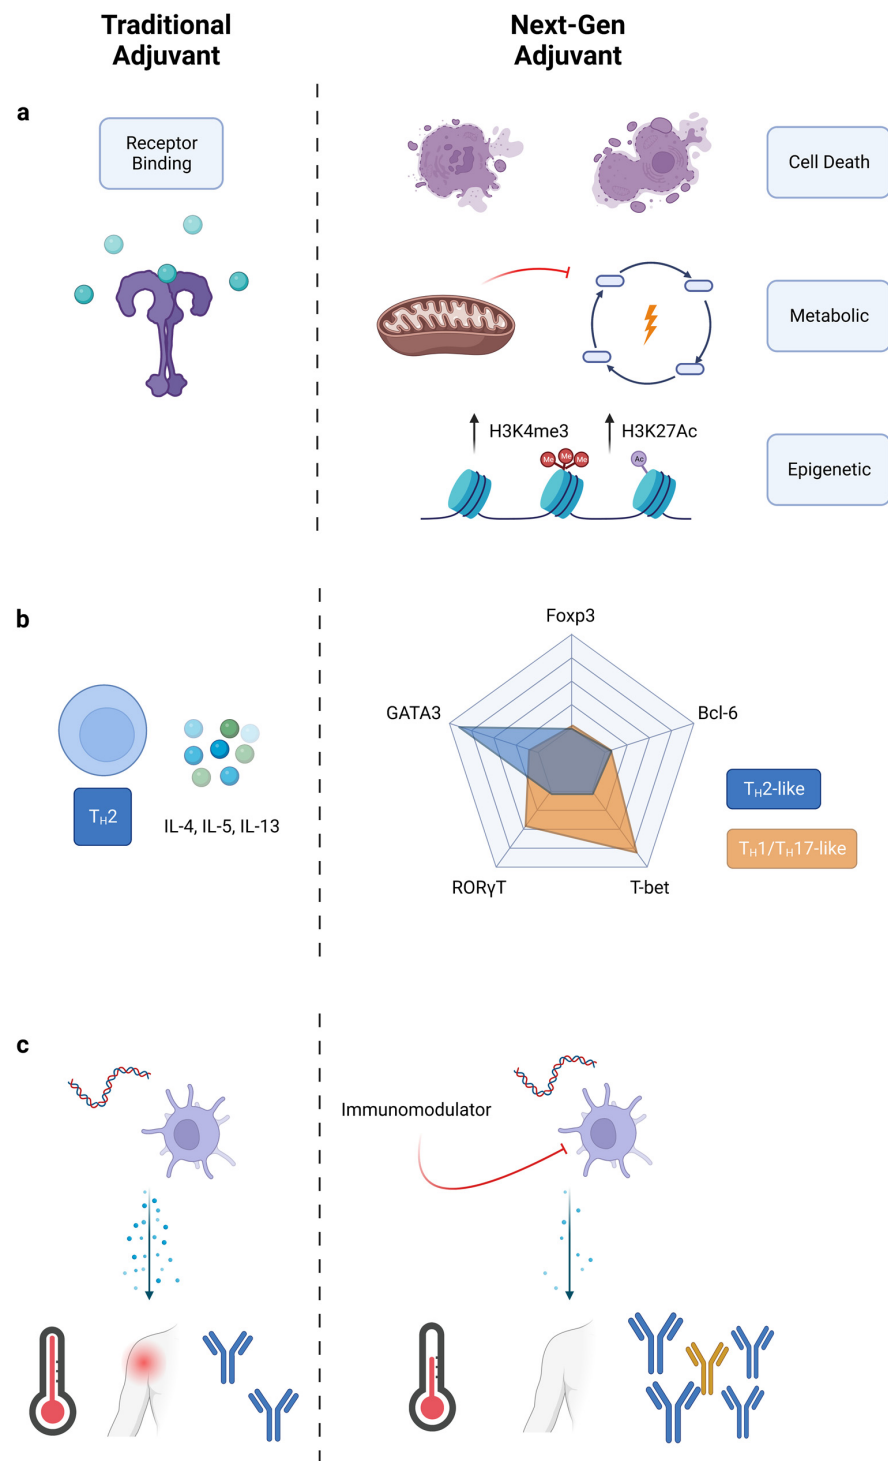 Traditional
Adjuvant
Next-Gen
Adjuvant
a
Receptor
Binding
Cell Death
Metabolic
H3K4me3
H3K27Ac
Me
Me
Me
Ac
Epigenetic
b
Foxp3
GATA3
Bcl-6
TH2
IL-4, IL-5, IL-13
TH2-like
TH1/TH17-like
RORγT
T-bet
c
Immunomodulator